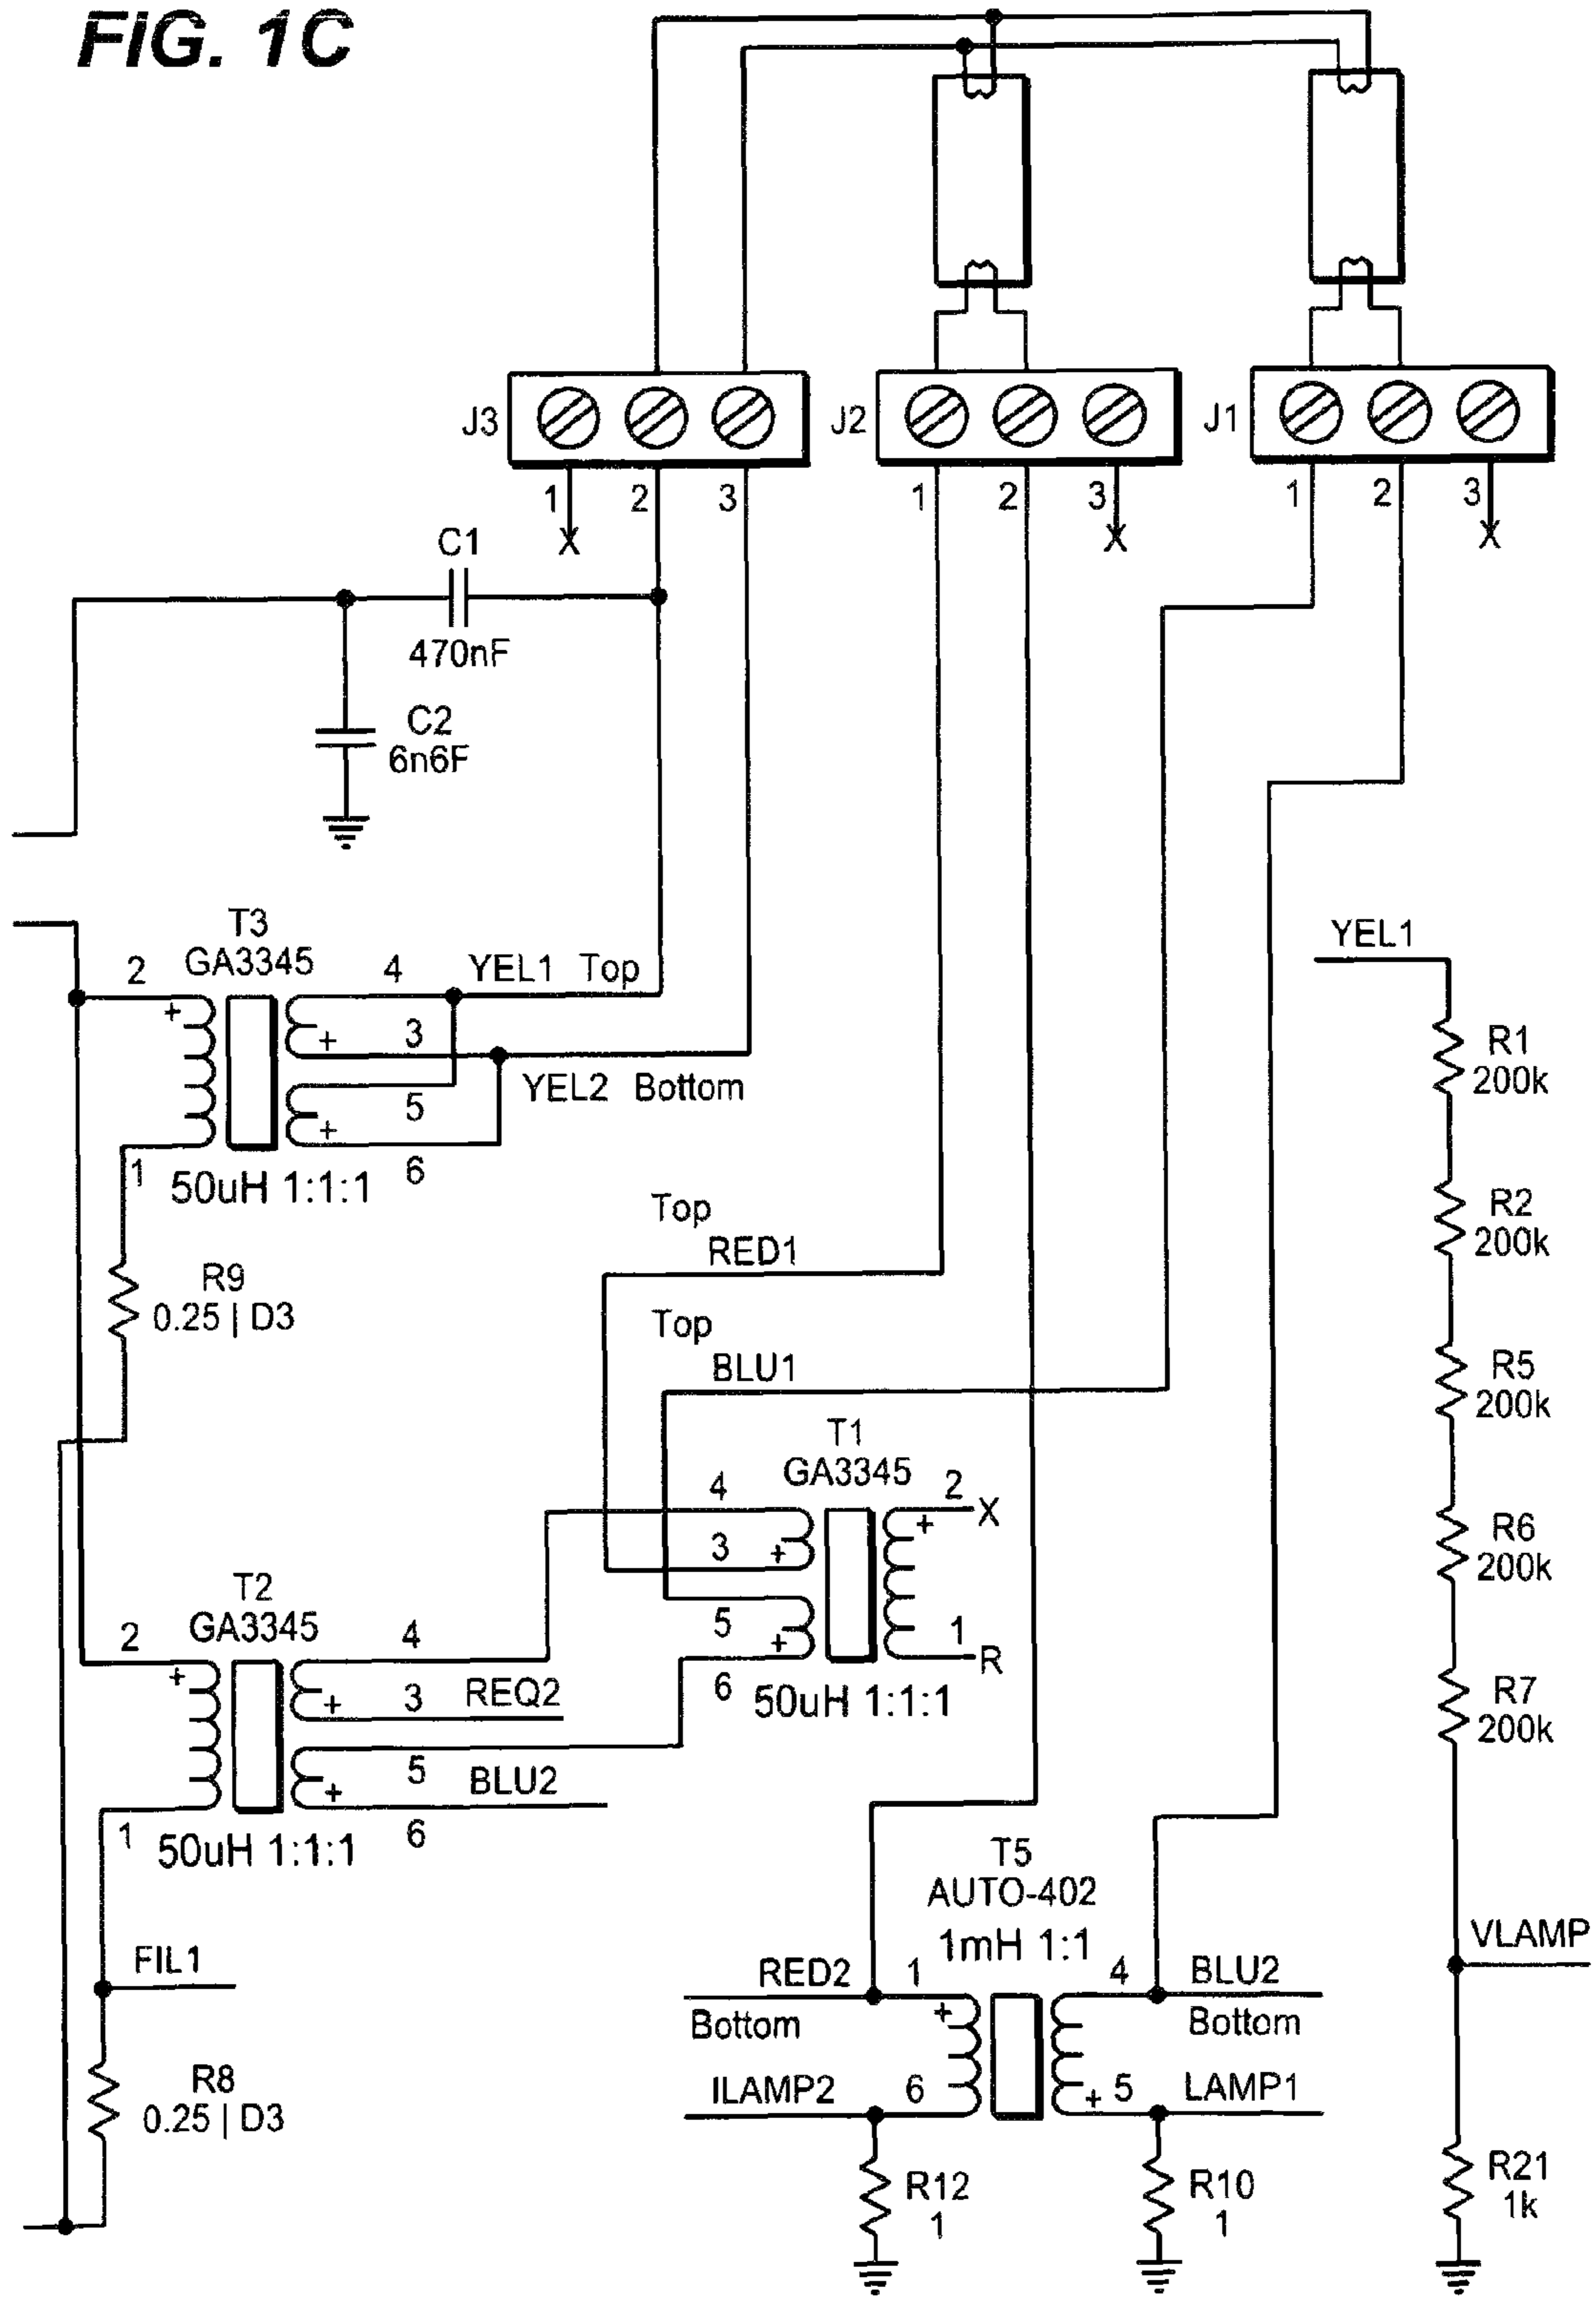 FIG. 1C
J3
J2
J1
1
2
3
1
2
3
1
2
3
X
X
X
C1
470nF
C2
6n6F
T3
GA3345
2
4
YEL1 Top
+
3
+
YEL2 Bottom
5
+
1
6
50uH 1:1:1
YEL1
R1
200k
R2
200k
R5
200k
R6
200k
R7
200k
R9
0.25 | D3
Top
RED1
Top
BLU1
T1
GA3345
4
2
X
+
3
+
5
1
+
R
6
50uH 1:1:1
T2
GA3345
2
4
+
3
REQ2
+
5
BLU2
+
1
6
50uH 1:1:1
T5
AUTO-402
1mH 1:1
FIL1
RED2
1
4
BLU2
Bottom
+
Bottom
ILAMP2
6
+
5
LAMP1
VLAMP
R8
0.25 | D3
R12
1
R10
1
R21
1k